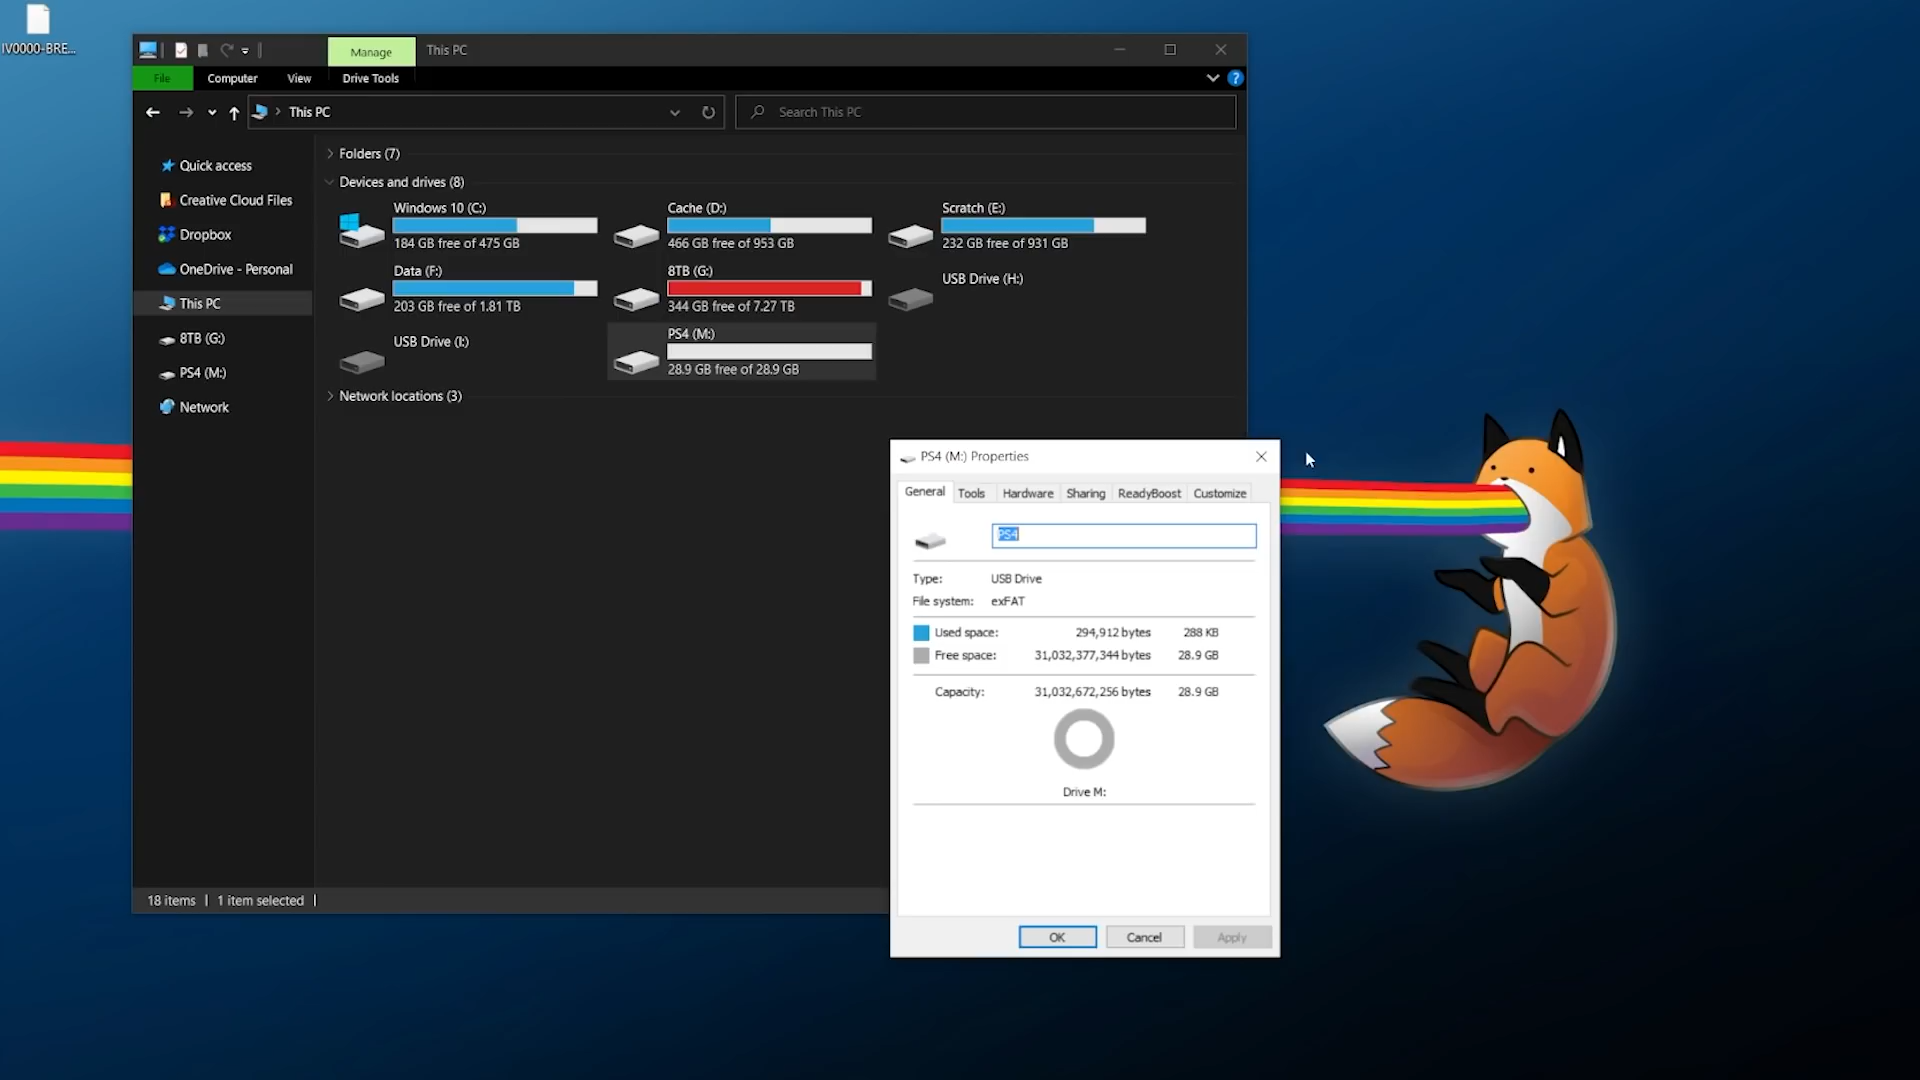 IV0000-BRE...
Manage
This PC
File
Computer
View
Drive Tools
This PC
Search This PC
Quick access
Creative Cloud Files
Dropbox
OneDrive - Personal
This PC
8TB (G:)
PS4 (M:)
Network
Folders (7)
Devices and drives (8)
Windows 10 (C:)
184 GB free of 475 GB
Cache (D:)
466 GB free of 953 GB
Scratch (E:)
232 GB free of 931 GB
Data (F:)
203 GB free of 1.81 TB
8TB (G:)
344 GB free of 7.27 TB
USB Drive (H:)
USB Drive (I:)
PS4 (M:)
28.9 GB free of 28.9 GB
Network locations (3)
18 items
1 item selected
PS4 (M:) Properties
General Tools Hardware Sharing ReadyBoost Customize
PS4
Type: USB Drive
File system: exFAT
Used space: 294,912 bytes 288 KB
Free space: 31,032,377,344 bytes 28.9 GB
Capacity: 31,032,672,256 bytes 28.9 GB
Drive M:
OK Cancel Apply